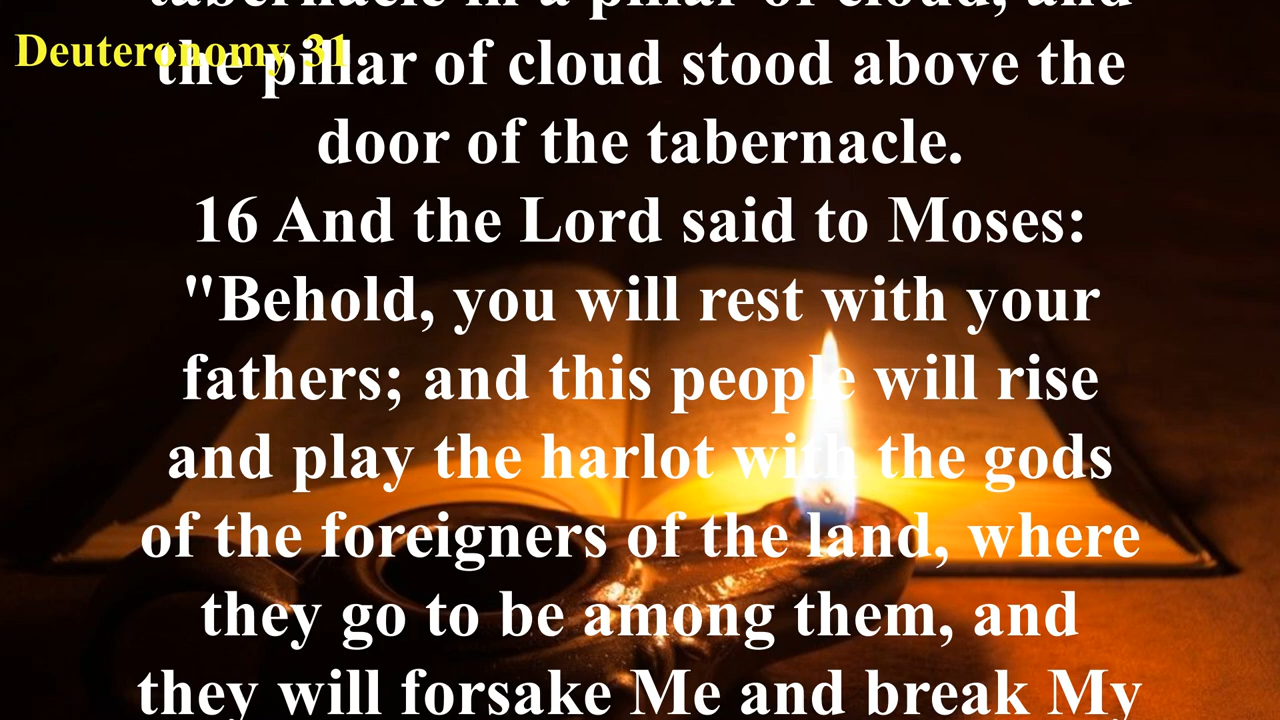 tabernacle in a pillar of cloud, and
Deuteronomy 31
the pillar of cloud stood above the
door of the tabernacle.
16 And the Lord said to Moses:
"Behold, you will rest with your
fathers; and this people will rise
and play the harlot with the gods
of the foreigners of the land, where
they go to be among them, and
they will forsake Me and break My